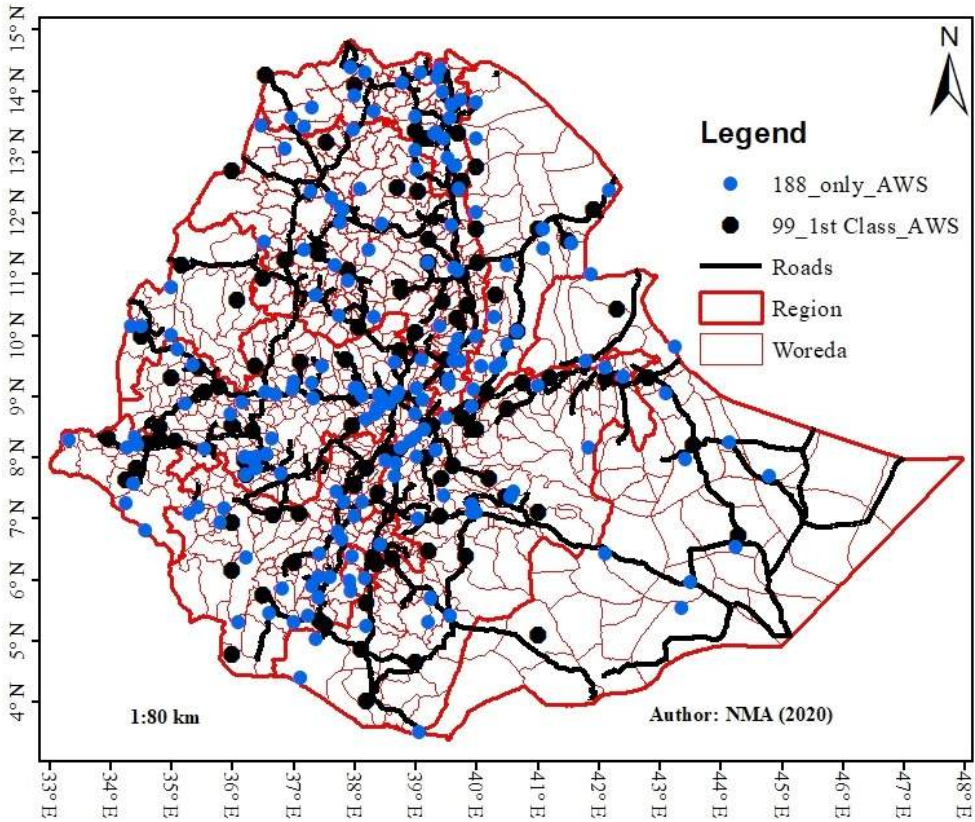 15° N
14° N
13° N
12° N
11° N
10° N
9° N
8° N
7° N
6° N
5° N
4° N
N
Legend
188_only_AWS
99_1st Class_AWS
Roads
Region
Woreda
1:80 km
Author: NMA (2020)
33° E
34° E
35° E
36° E
37° E
38° E
39° E
40° E
41° E
42° E
43° E
44° E
45° E
46° E
47° E
48° E